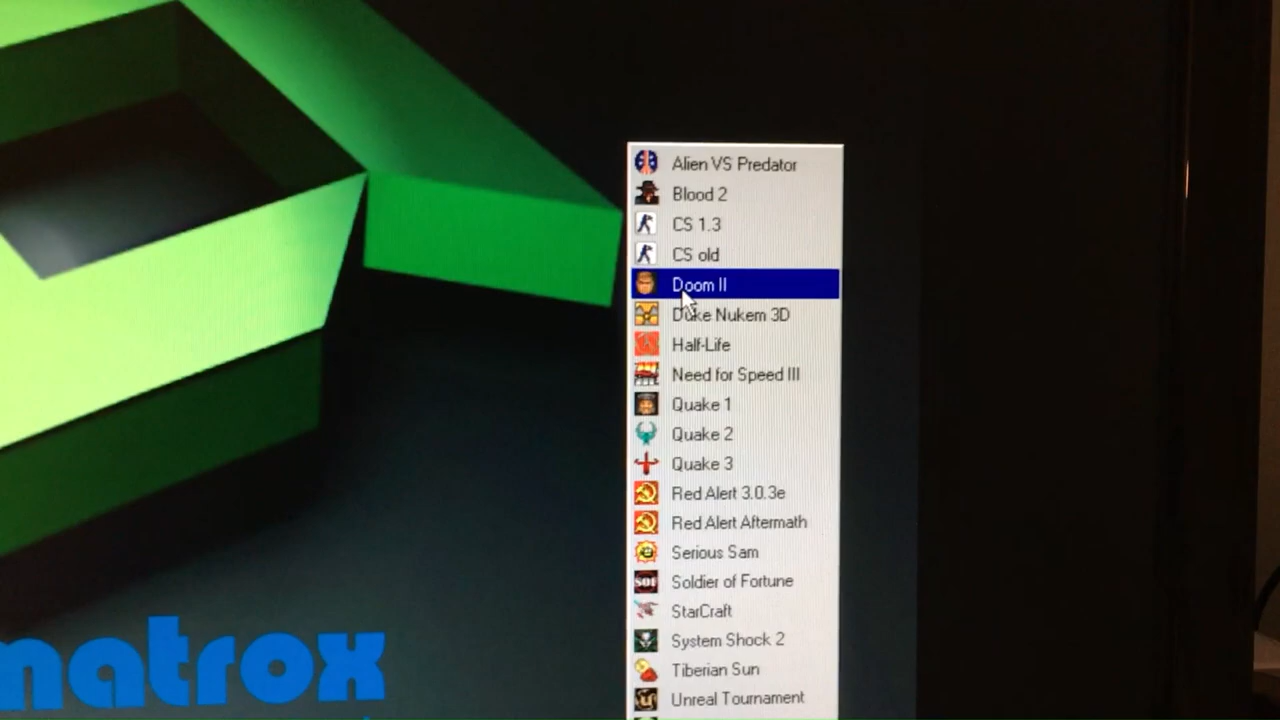 Alien VS Predator
Blood 2
CS 1.3
CS old
Doom II
Duke Nukem 3D
Half-Life
Need for Speed III
Quake 1
Quake 2
Quake 3
Red Alert 3.0.3e
Red Alert Aftermath
Serious Sam
SOF Soldier of Fortune
StarCraft
System Shock 2
Tiberian Sun
Unreal Tournament
matrox